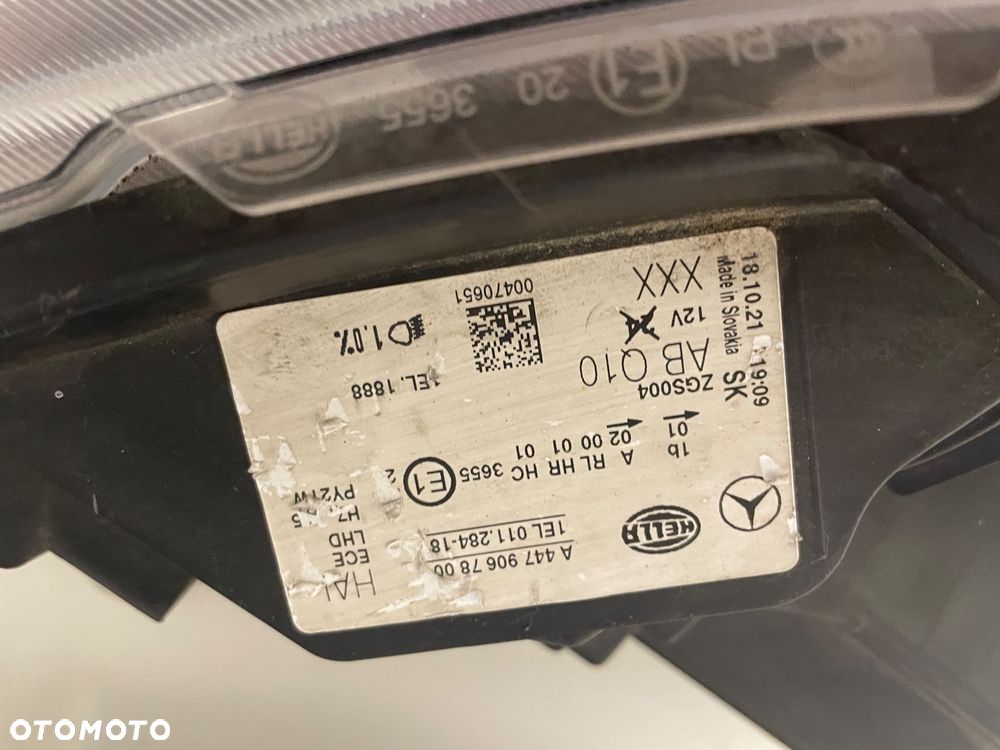 A 447 906 78 00
1EL 011.284-18
HELLA
HAL
ECE
LHD
PY21W
E1
A RL HR HC 3655
02 00 01 01
1b
01
1EL.1888
1.0%
ZGS004
AB Q10
12V
XXX
00470651
18.10.21 19:09
Made in Slovakia
SK
HELLA
20 3655
E1
RL
OTOMOTO